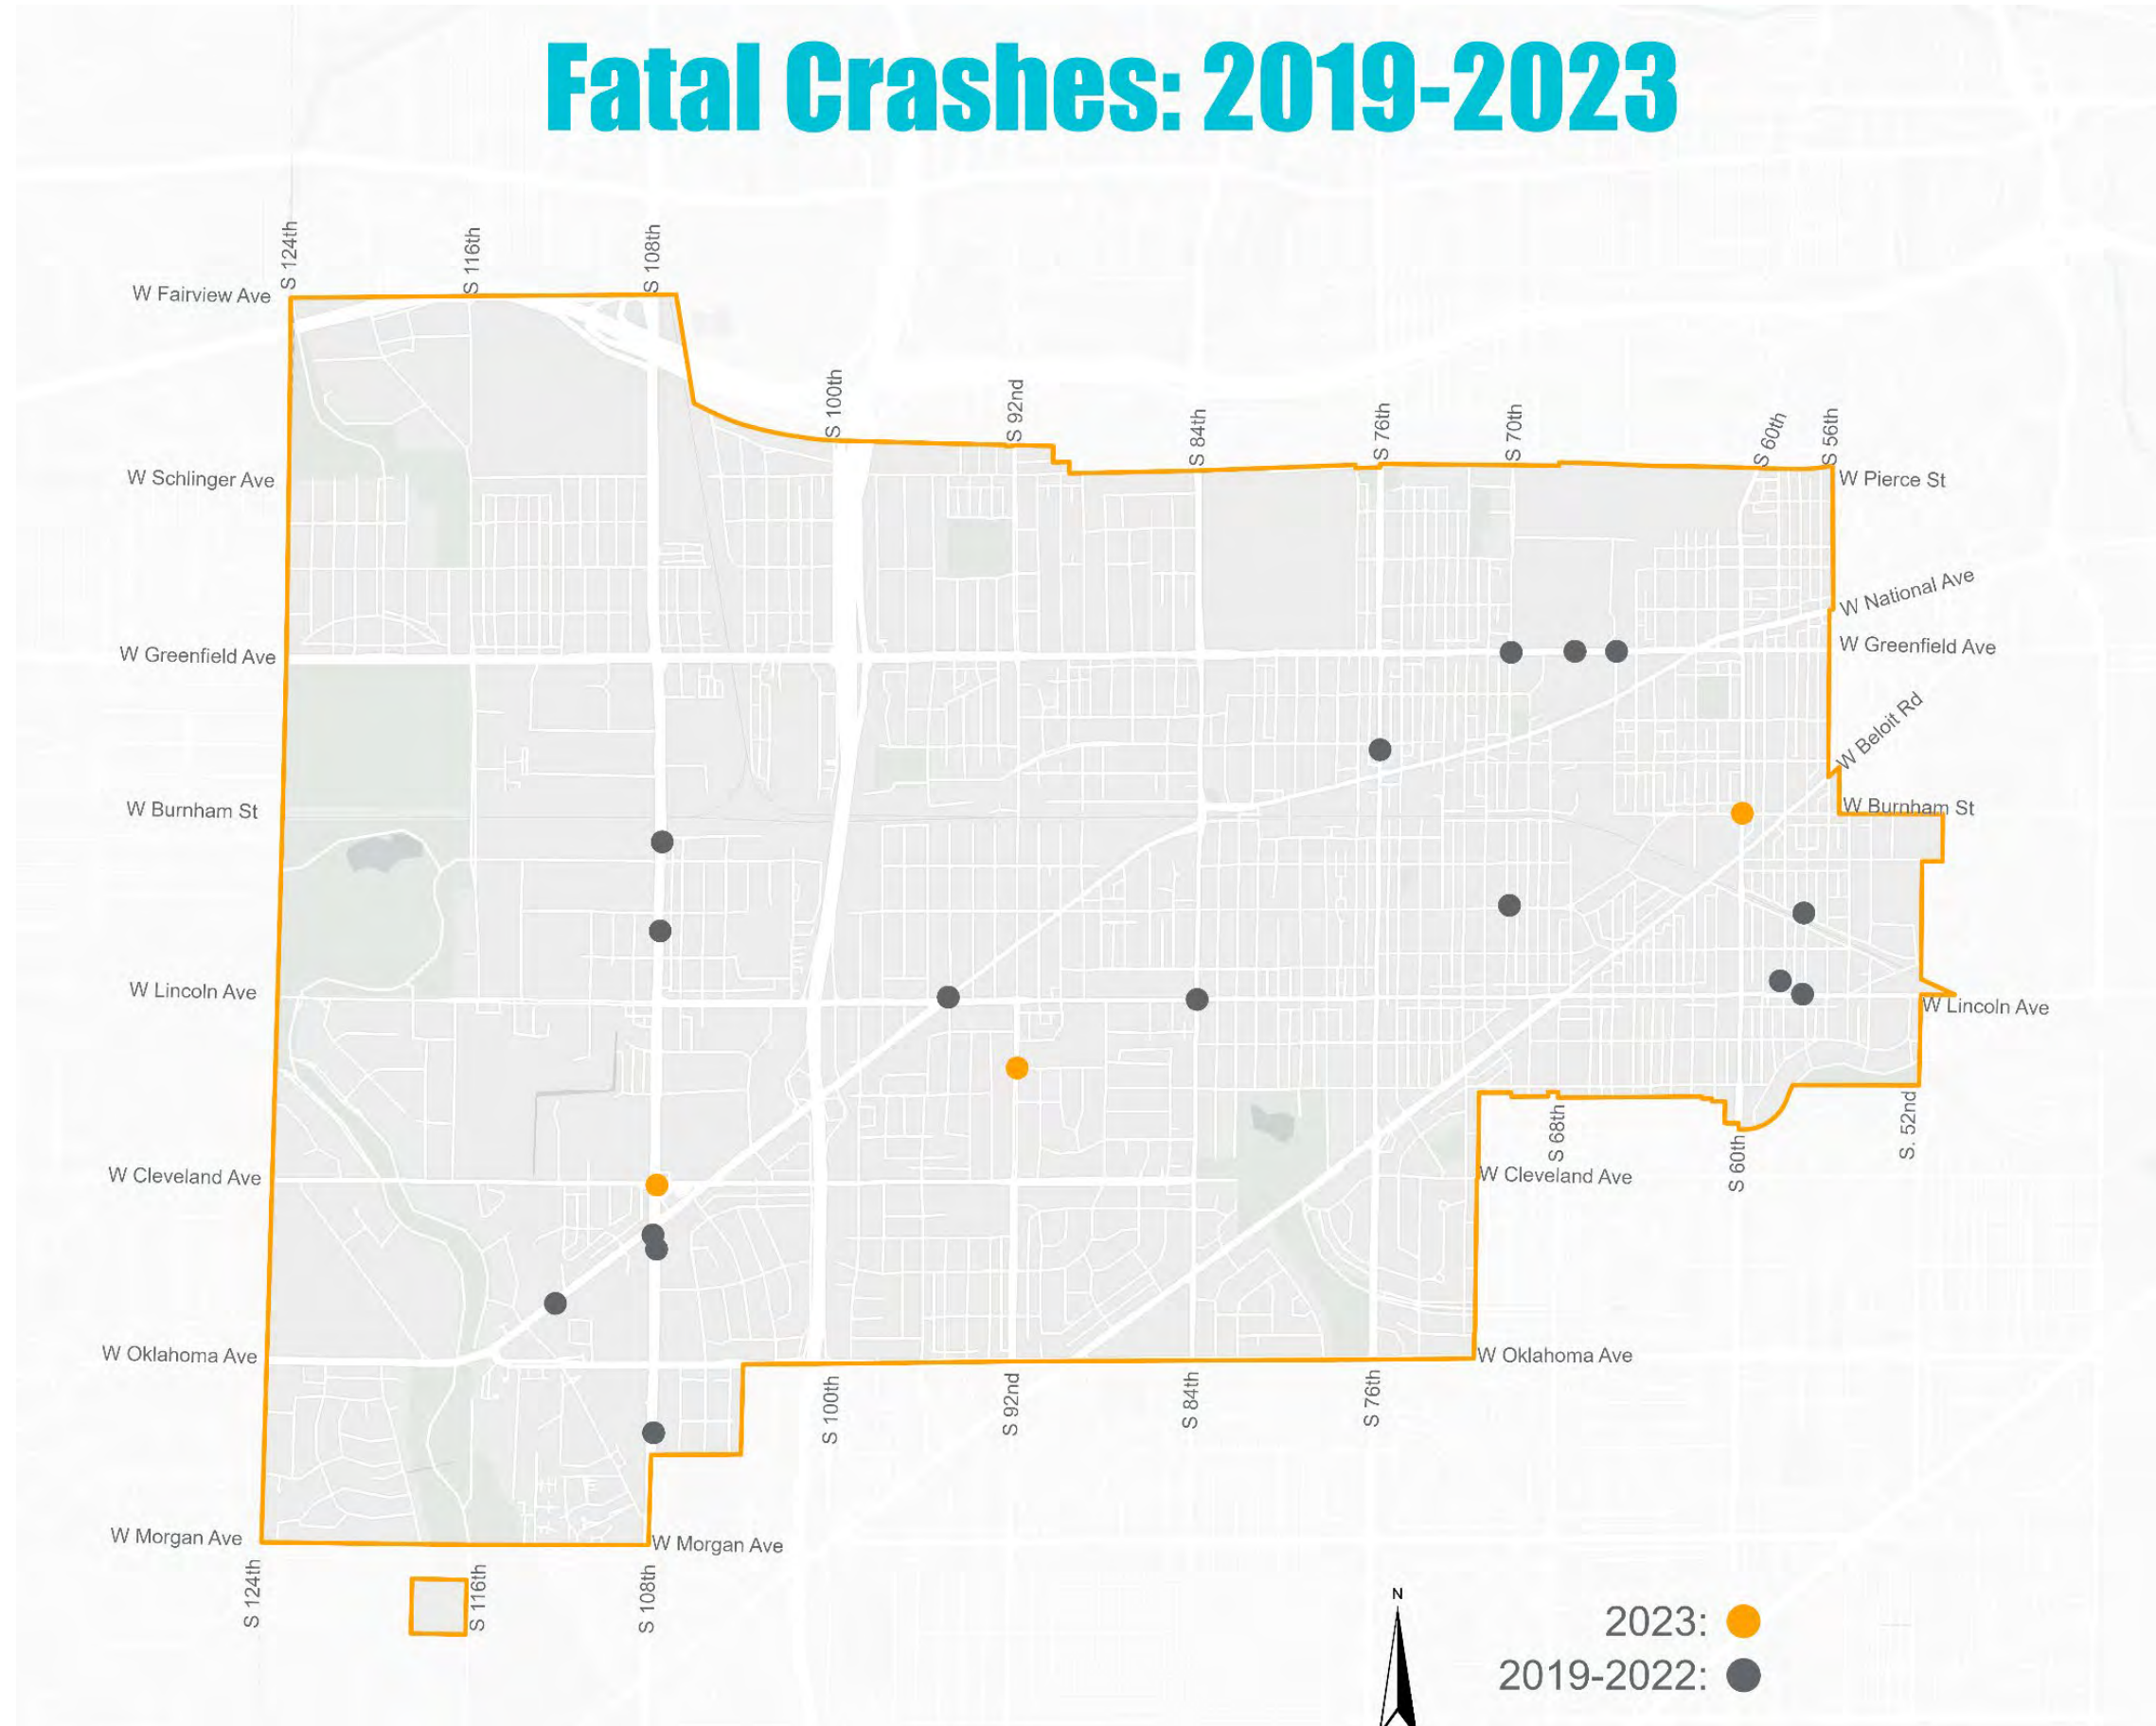 Fatal Crashes: 2019-2023
S 124th
S 116th
S 108th
W Fairview Ave
S 100th
S 92nd
S 84th
S 76th
S 70th
S 60th
S 56th
W Schlinger Ave
W Pierce St
W National Ave
W Greenfield Ave
W Greenfield Ave
W Beloit Rd
W Burnham St
W Burnham St
W Lincoln Ave
W Lincoln Ave
S 68th
S 60th
S. 52nd
W Cleveland Ave
W Cleveland Ave
W Oklahoma Ave
W Oklahoma Ave
S 100th
S 92nd
S 84th
S 76th
W Morgan Ave
W Morgan Ave
S 124th
S 116th
S 108th
N
2023:
2019-2022: